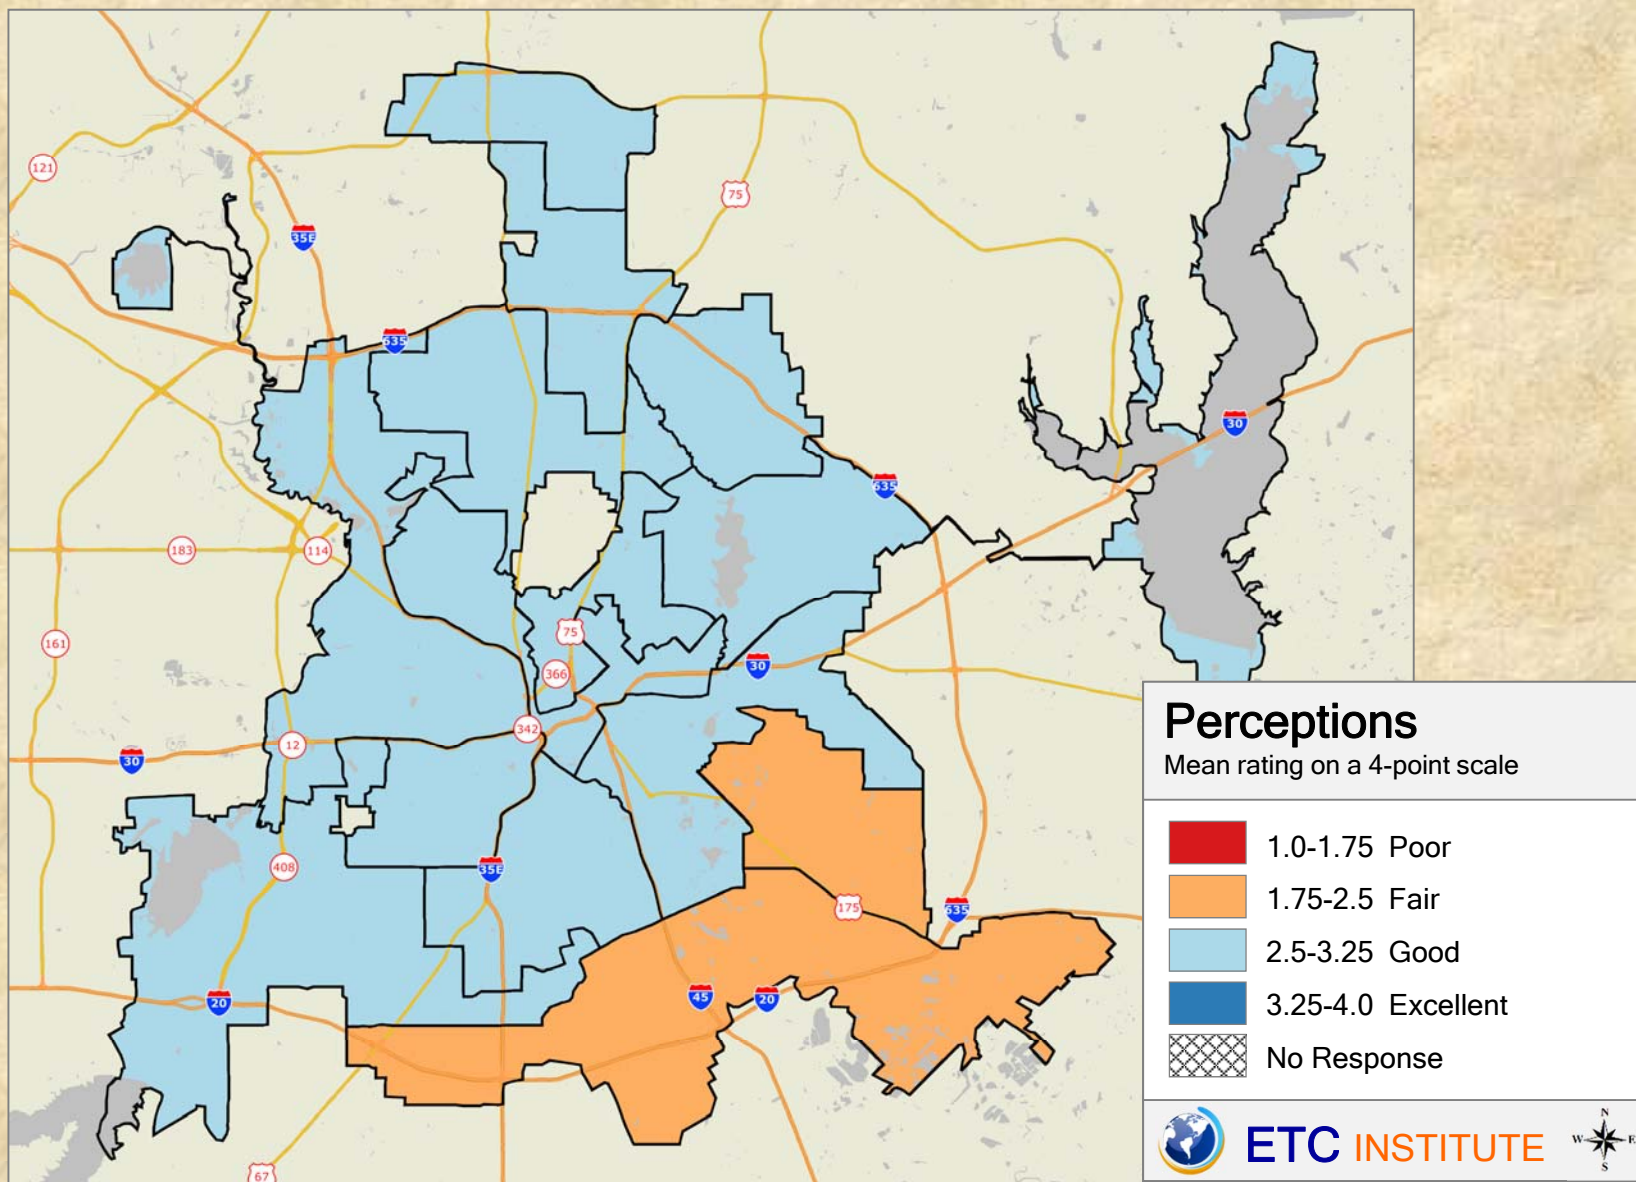 121
75
35E
635
30
635
183
114
161
75
366
30
342
12
30
408
35E
175
635
20
45
20
67
Perceptions
Mean rating on a 4-point scale
1.0-1.75 Poor
1.75-2.5 Fair
2.5-3.25 Good
3.25-4.0 Excellent
No Response
ETC INSTITUTE
N
W E
S